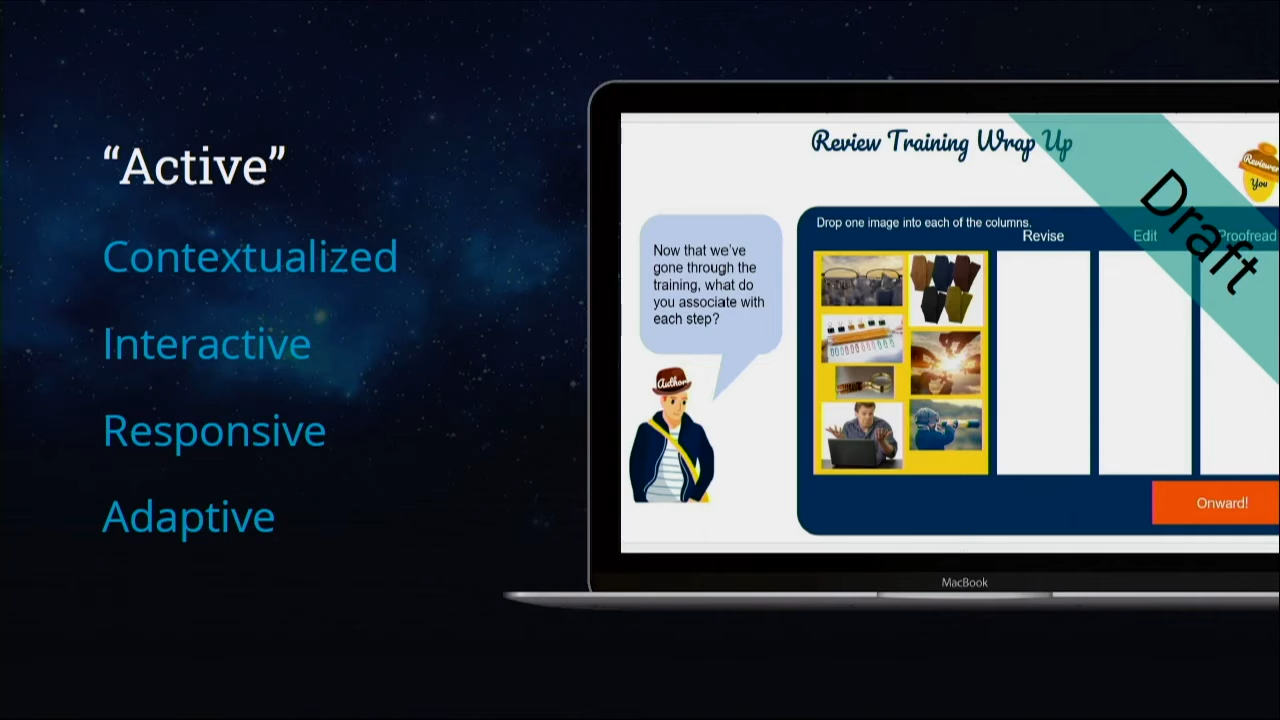 “Active”
Contextualized
Interactive
Responsive
Adaptive
Review Training Wrap Up
Reviewer
You
Draft
Drop one image into each of the columns.
Revise
Edit
Proofread
Now that we’ve
gone through the
training, what do
you associate with
each step?
Author
Onward!
MacBook